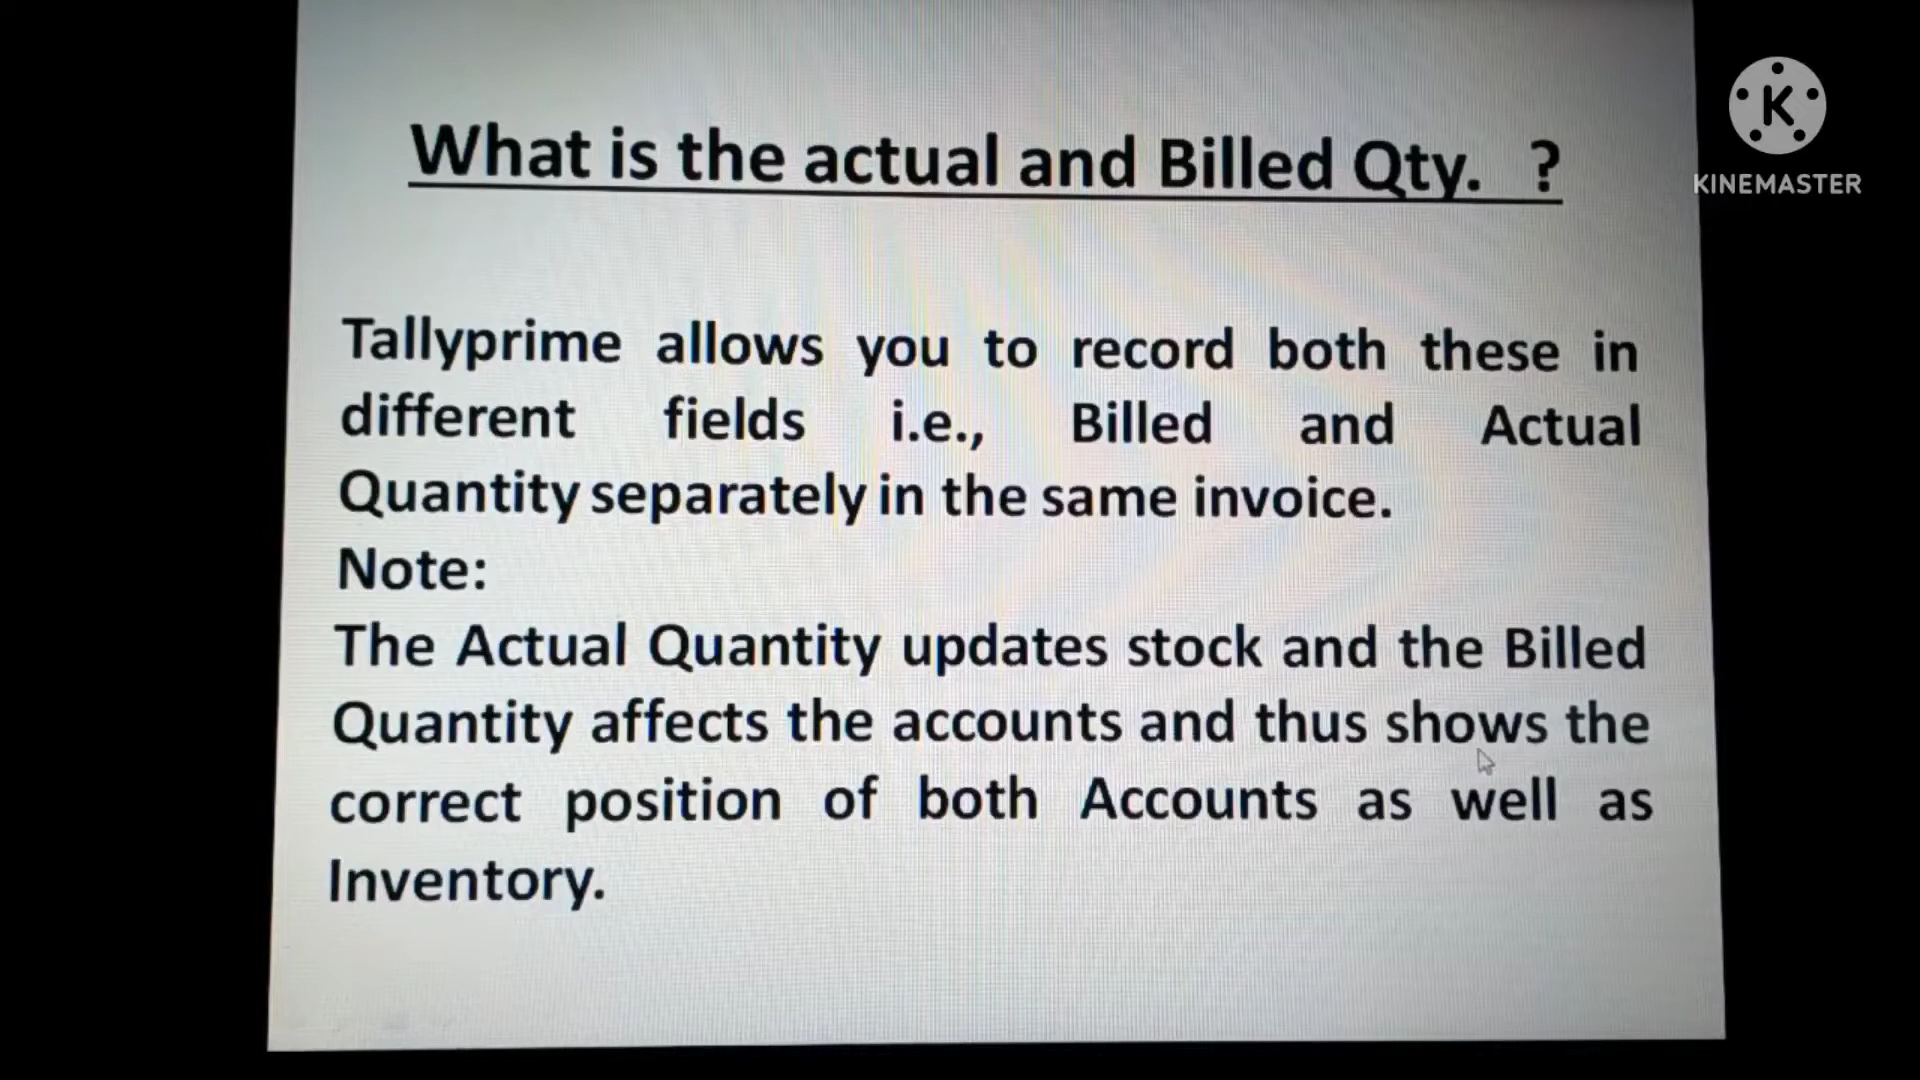 What is the actual and Billed Qty. ?
Tallyprime allows you to record both these in
different fields i.e., Billed and Actual
Quantity separately in the same invoice.
Note:
The Actual Quantity updates stock and the Billed
Quantity affects the accounts and thus shows the
correct position of both Accounts as well as
Inventory.
K
KINEMASTER